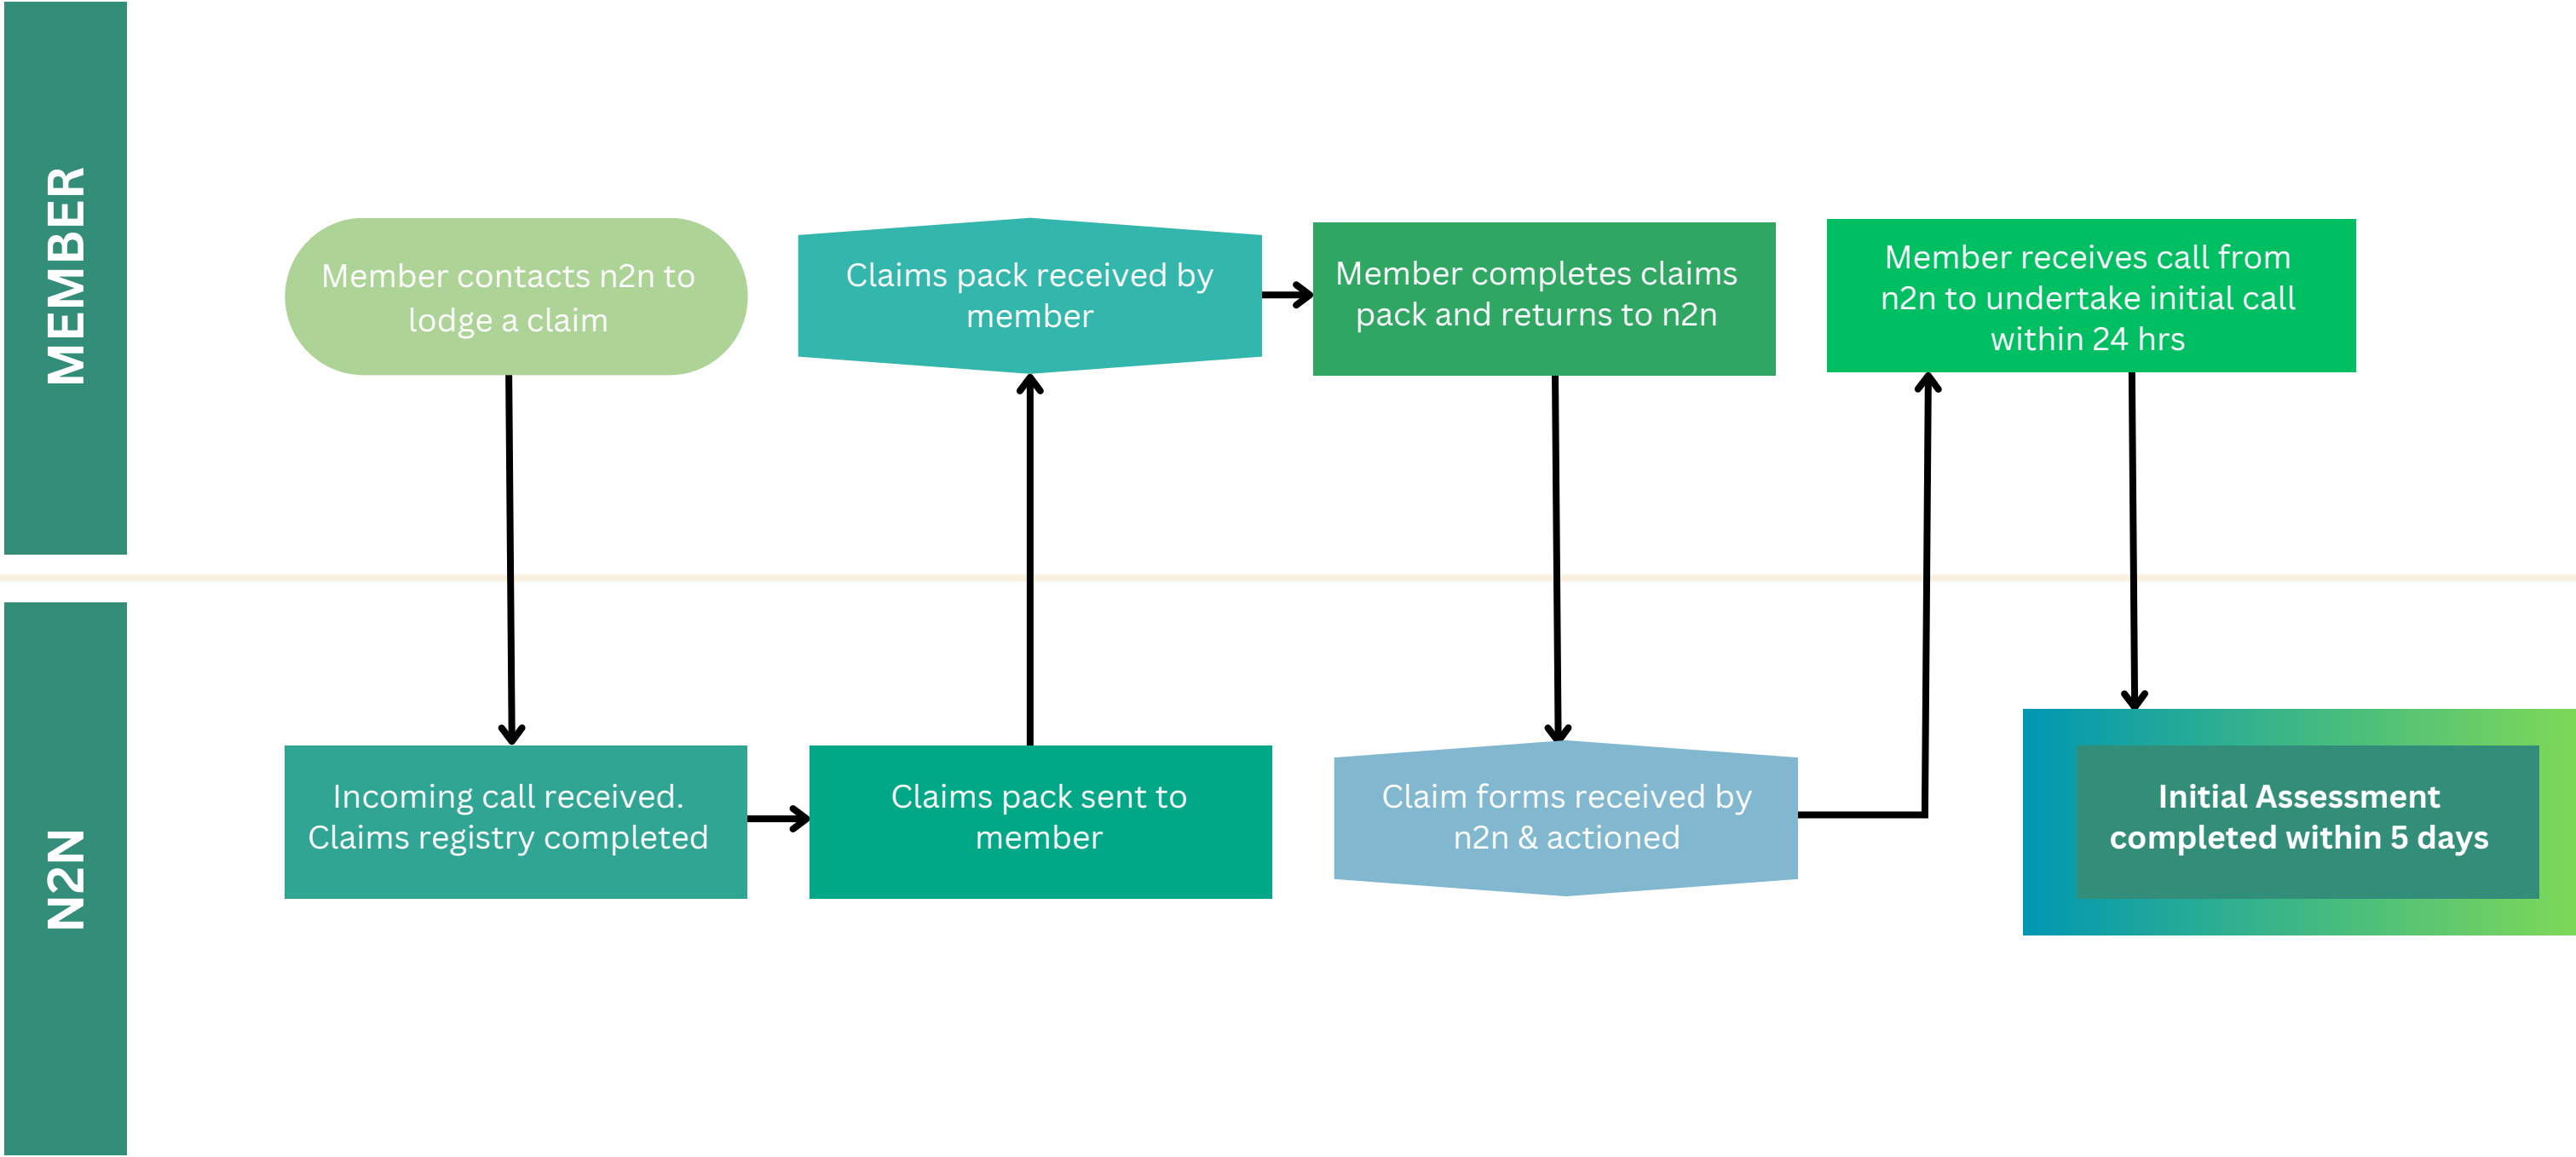 MEMBER
Member contacts n2n to
lodge a claim
Claims pack received by
member
Member completes claims
pack and returns to n2n
Member receives call from
n2n to undertake initial call
within 24 hrs
N2N
Incoming call received.
Claims registry completed
Claims pack sent to
member
Claim forms received by
n2n & actioned
Initial Assessment
completed within 5 days